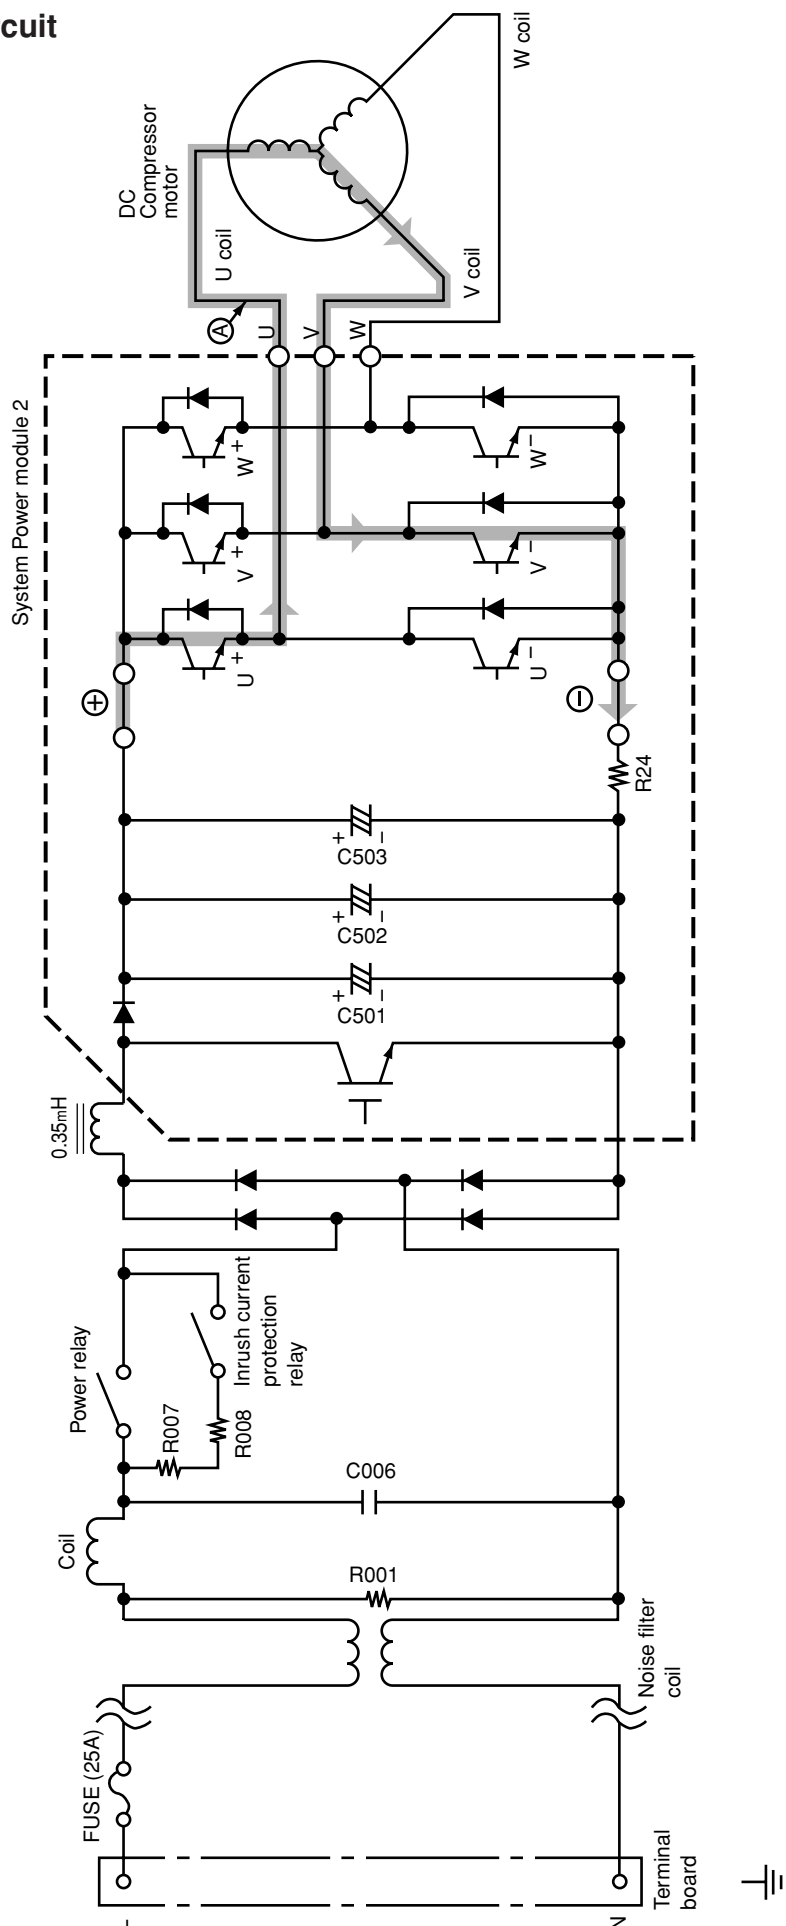 cuit
W coil
DC
Compressor
motor
U coil
V coil
A
U
V
W
System Power module 2
W +
W −
V +
V −
U +
U −
+
−
R24
+ −
C503
+ −
C502
+ −
C501
0.35mH
Power relay
Inrush current
protection
relay
R007
R008
C006
Coil
R001
Noise filter
coil
FUSE (25A)
Terminal
board